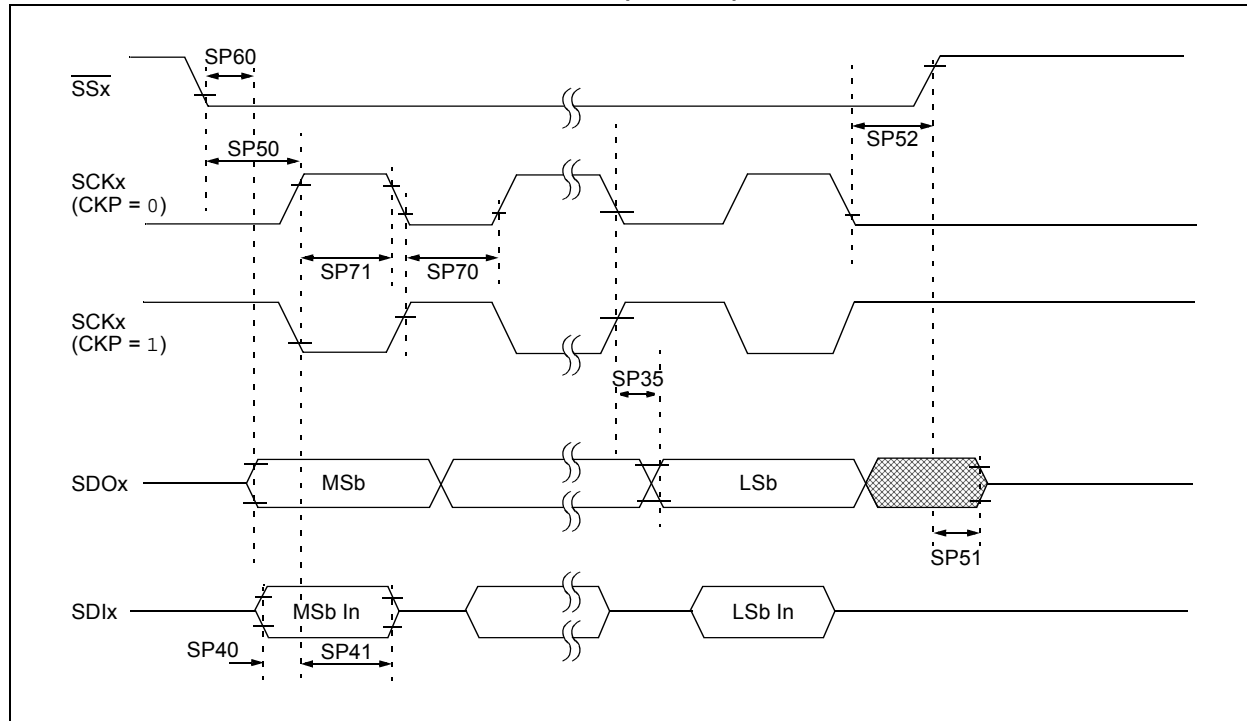 SP60
SSx
SP50
SP52
SCKx
(CKP = 0)
SP71
SP70
SCKx
(CKP = 1)
SP35
SDOx
MSb
LSb
SP51
SDIx
MSb In
LSb In
SP40
SP41